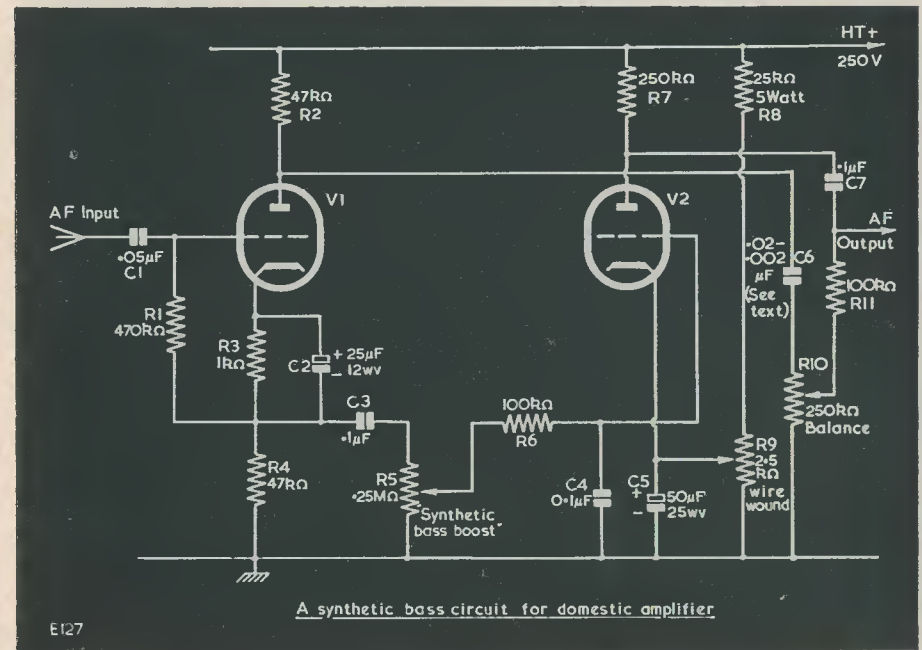 HT+
250V
47kΩ
R2
250kΩ
R7
25kΩ
5Watt
R8
V1
V2
·1µF
C7
AF Input
AF
Output
·05µF
C1
·02-
·002
µF
(See
text)
C6
100kΩ
R11
R1
470kΩ
R3
1kΩ
C2
+ 25µF
- 12wv
C3
·1µF
100kΩ
R6
R10
250kΩ
Balance
R4
47kΩ
R5
·25MΩ
Synthetic
bass boost
C4
0·1µF
C5
+
-
50µF
25wv
R9
2·5
kΩ
wire
wound
A synthetic bass circuit for domestic amplifier
E127